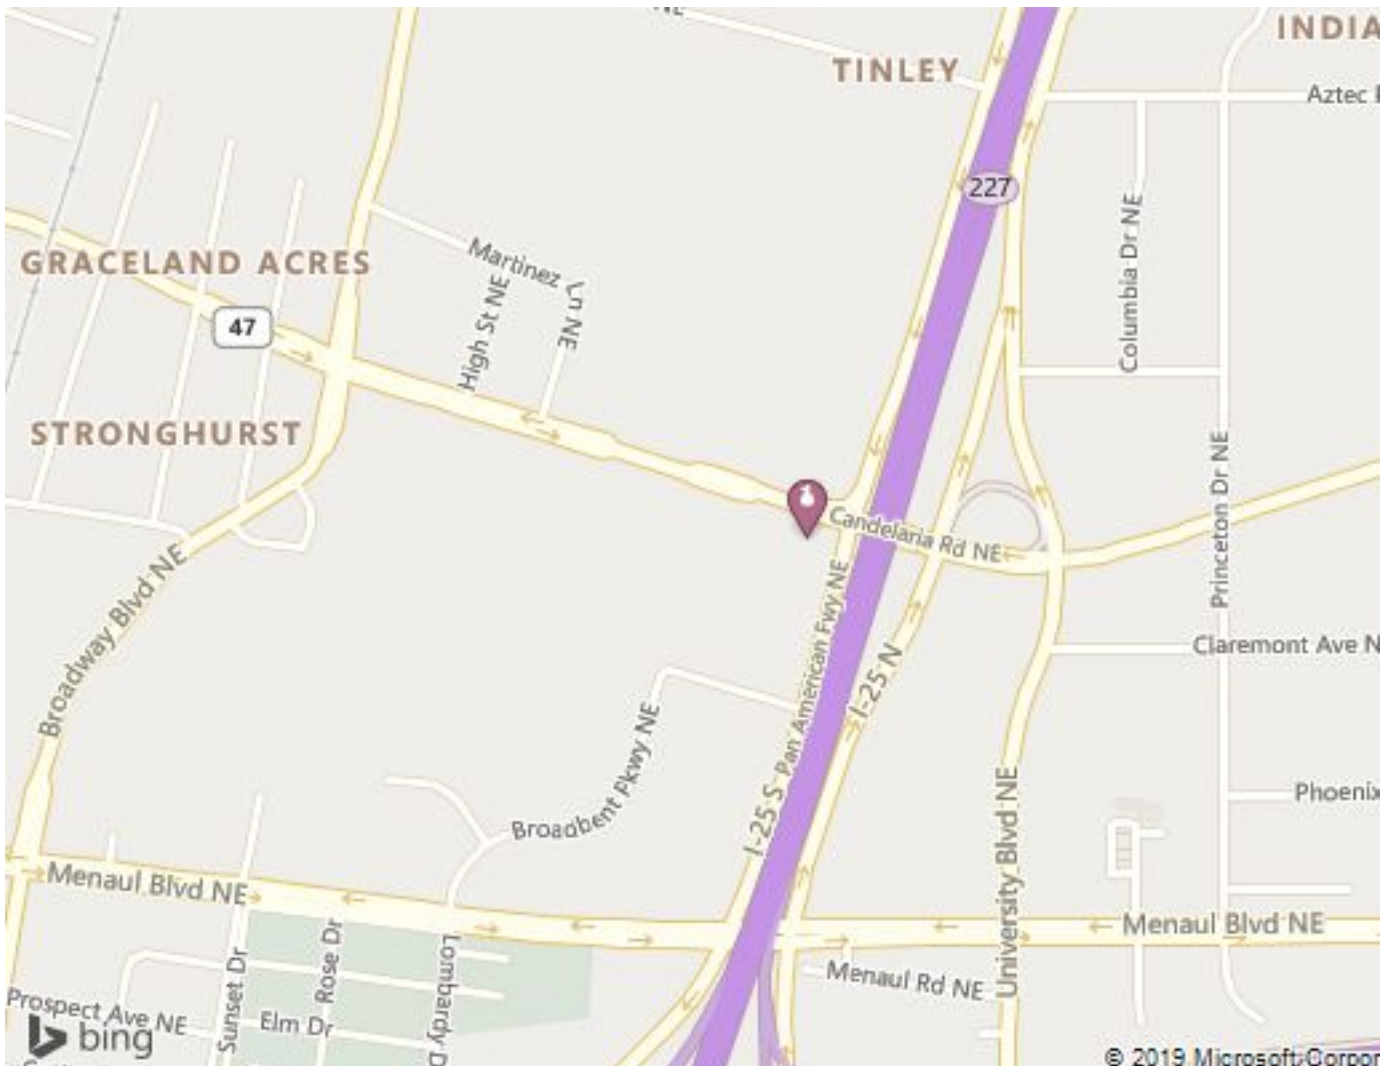 NE
TINLEY
INDIA
Aztec
227
Columbia Dr NE
GRACELAND ACRES
Martinez Ln NE
High St NE
47
STRONGHURST
Princeton Dr NE
Candelaria Rd NE
Broadway Blvd NE
Pan American Fwy NE
I-25 N
Claremont Ave N
Broadbent Pkwy NE
I-25 S
University Blvd NE
Phoenix
Menaul Blvd NE
Menaul Blvd NE
Sunset Dr
Rose Dr
Lombardy D
Menaul Rd NE
Prospect Ave NE
Elm Dr
bing
© 2019 Microsoft Corpor